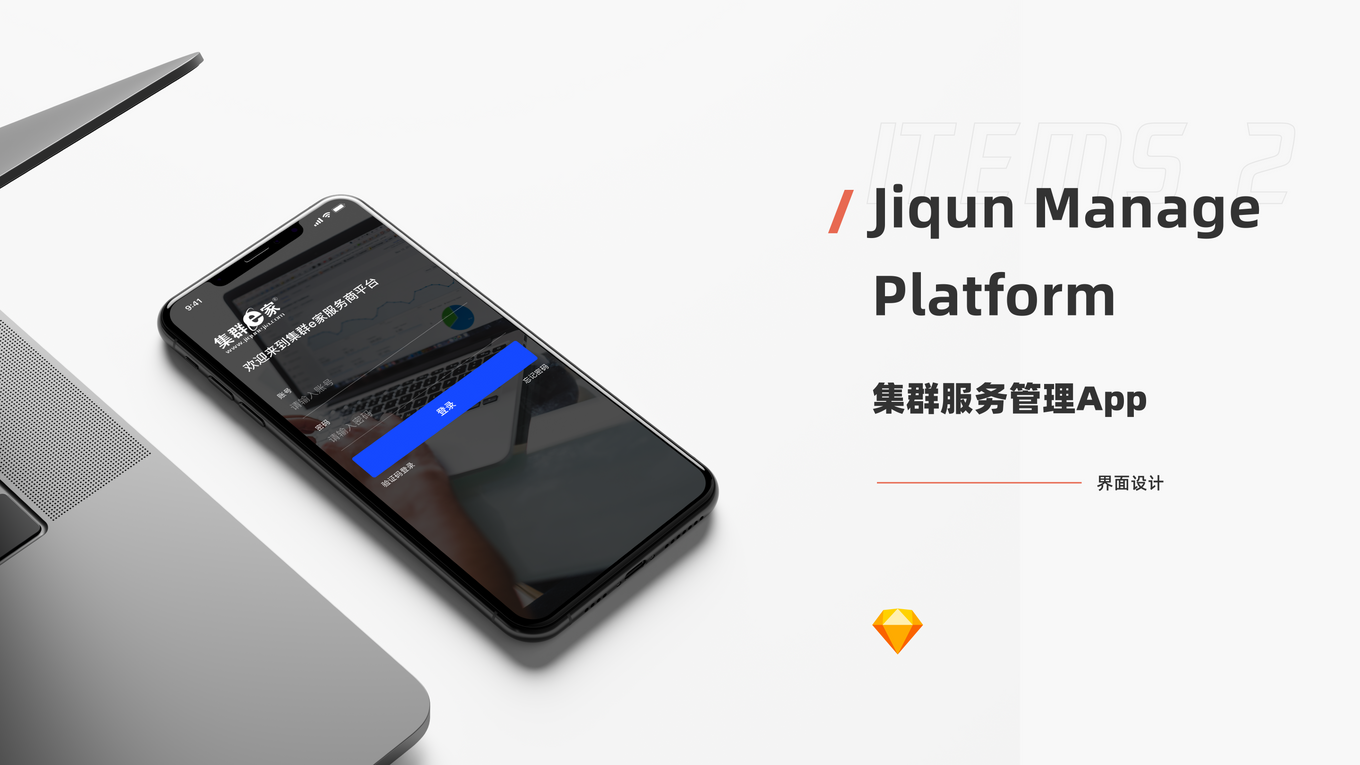 ITEMS 2
/ Jiqun Manage
Platform
集群服务管理App
界面设计
9:41
集群e家®
欢迎来到集群e家服务商平台
账号
请输入账号
密码
请输入密码
登录
忘记密码
验证码登录